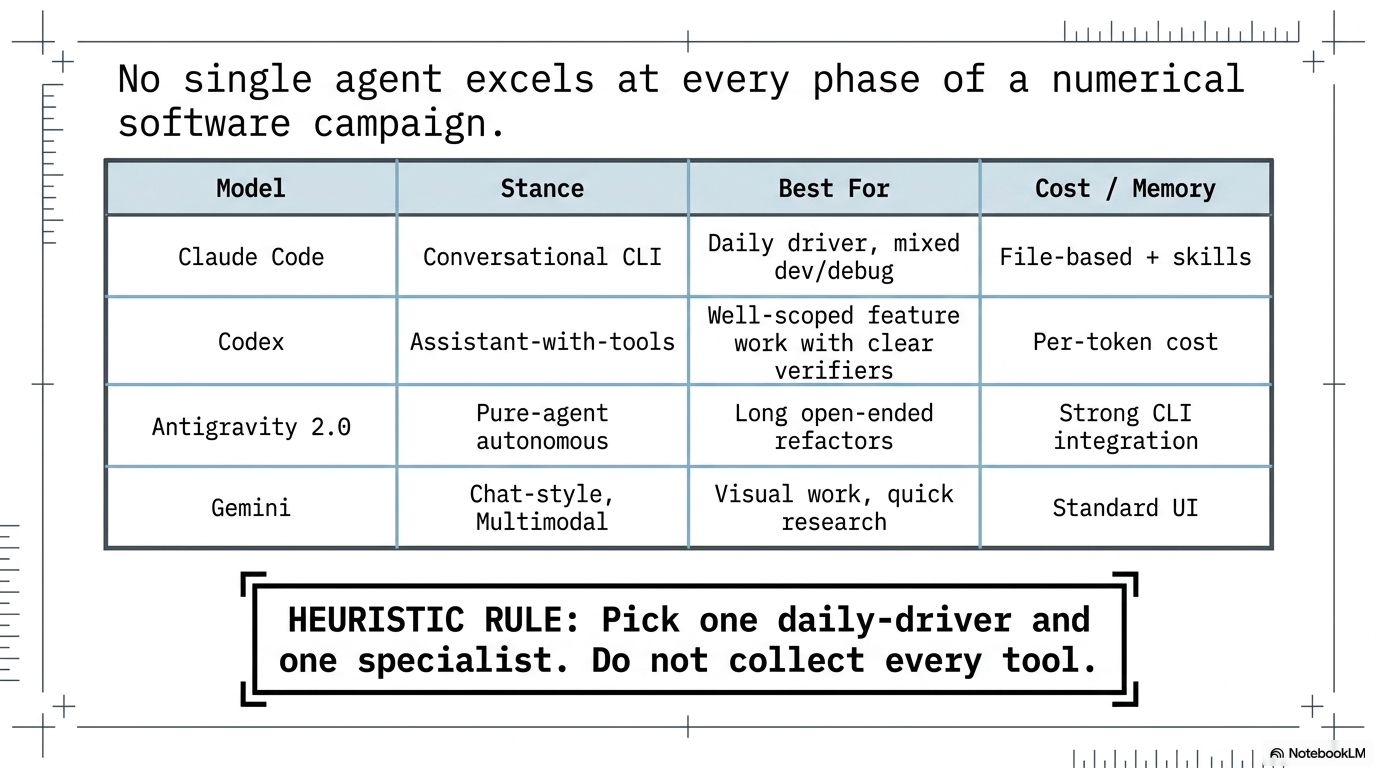 No single agent excels at every phase of a numerical
software campaign.
Model
Stance
Best For
Cost / Memory
Claude Code
Conversational CLI
Daily driver, mixed
dev/debug
File-based + skills
Codex
Assistant-with-tools
Well-scoped feature
work with clear
verifiers
Per-token cost
Antigravity 2.0
Pure-agent
autonomous
Long open-ended
refactors
Strong CLI
integration
Gemini
Chat-style,
Multimodal
Visual work, quick
research
Standard UI
HEURISTIC RULE: Pick one daily-driver and
one specialist. Do not collect every tool.
NotebookLM